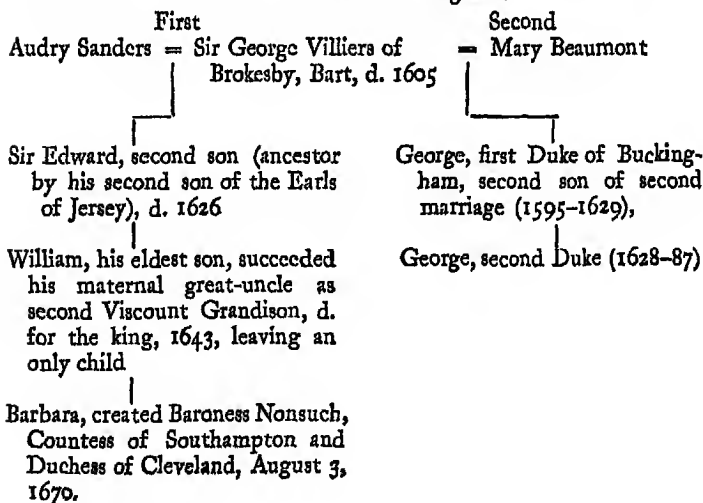 First Second
Audry Sanders = Sir George Villiers of = Mary Beaumont
Brokesby, Bart, d. 1605
Sir Edward, second son (ancestor
by his second son of the Earls
of Jersey), d. 1626
George, first Duke of Bucking-
ham, second son of second
marriage (1595-1629),
William, his eldest son, succeeded
his maternal great-uncle as
second Viscount Grandison, d.
for the king, 1643, leaving an
only child
George, second Duke (1628-87)
Barbara, created Baroness Nonsuch,
Countess of Southampton and
Duchess of Cleveland, August 3,
1670.